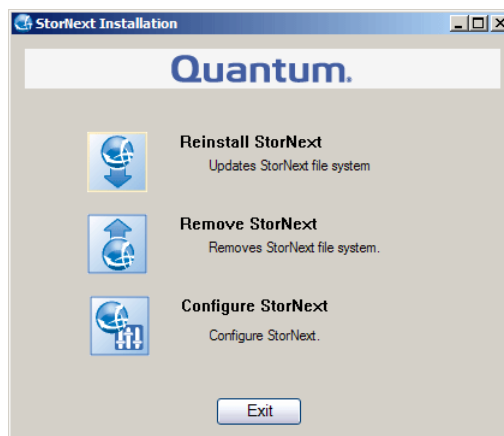 StorNext Installation
Quantum.
Reinstall StorNext
Updates StorNext file system
Remove StorNext
Removes StorNext file system.
Configure StorNext
Configure StorNext.
Exit